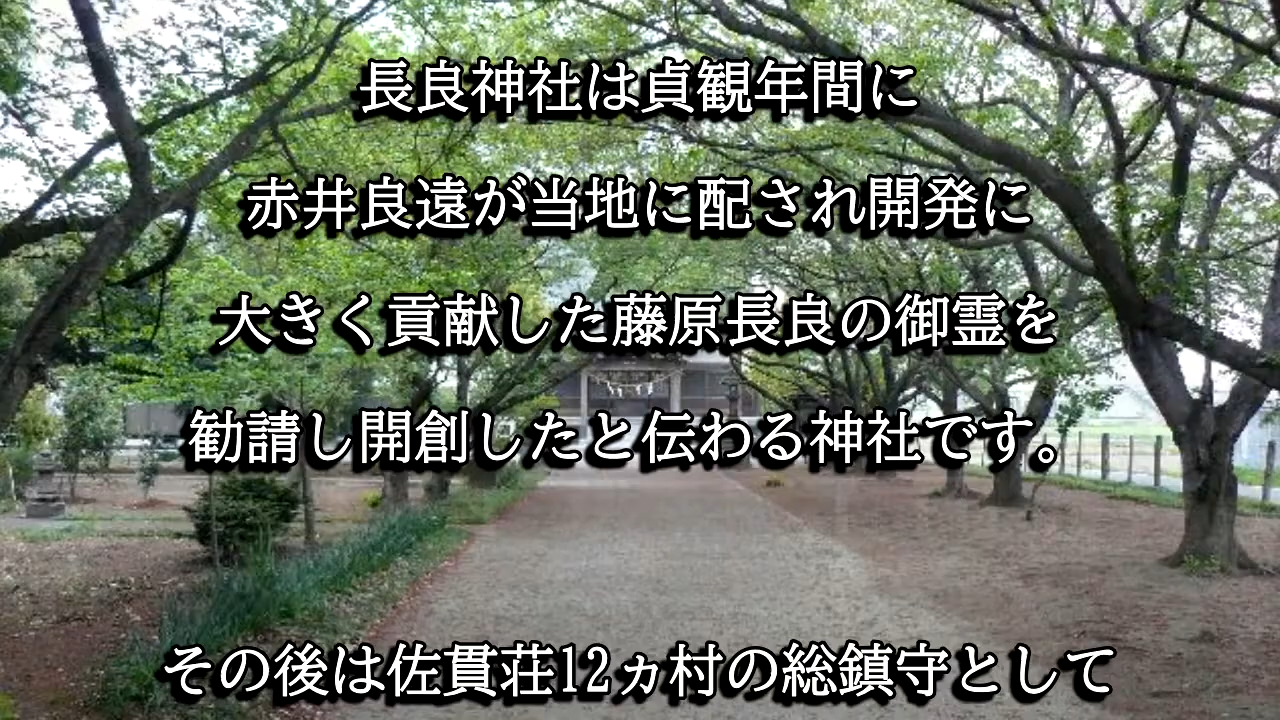 長良神社は貞観年間に
赤井良遠が当地に配され開発に
大きく貢献した藤原長良の御霊を
勧請し開創したと伝わる神社です。
その後は佐貫荘12ヵ村の総鎮守として